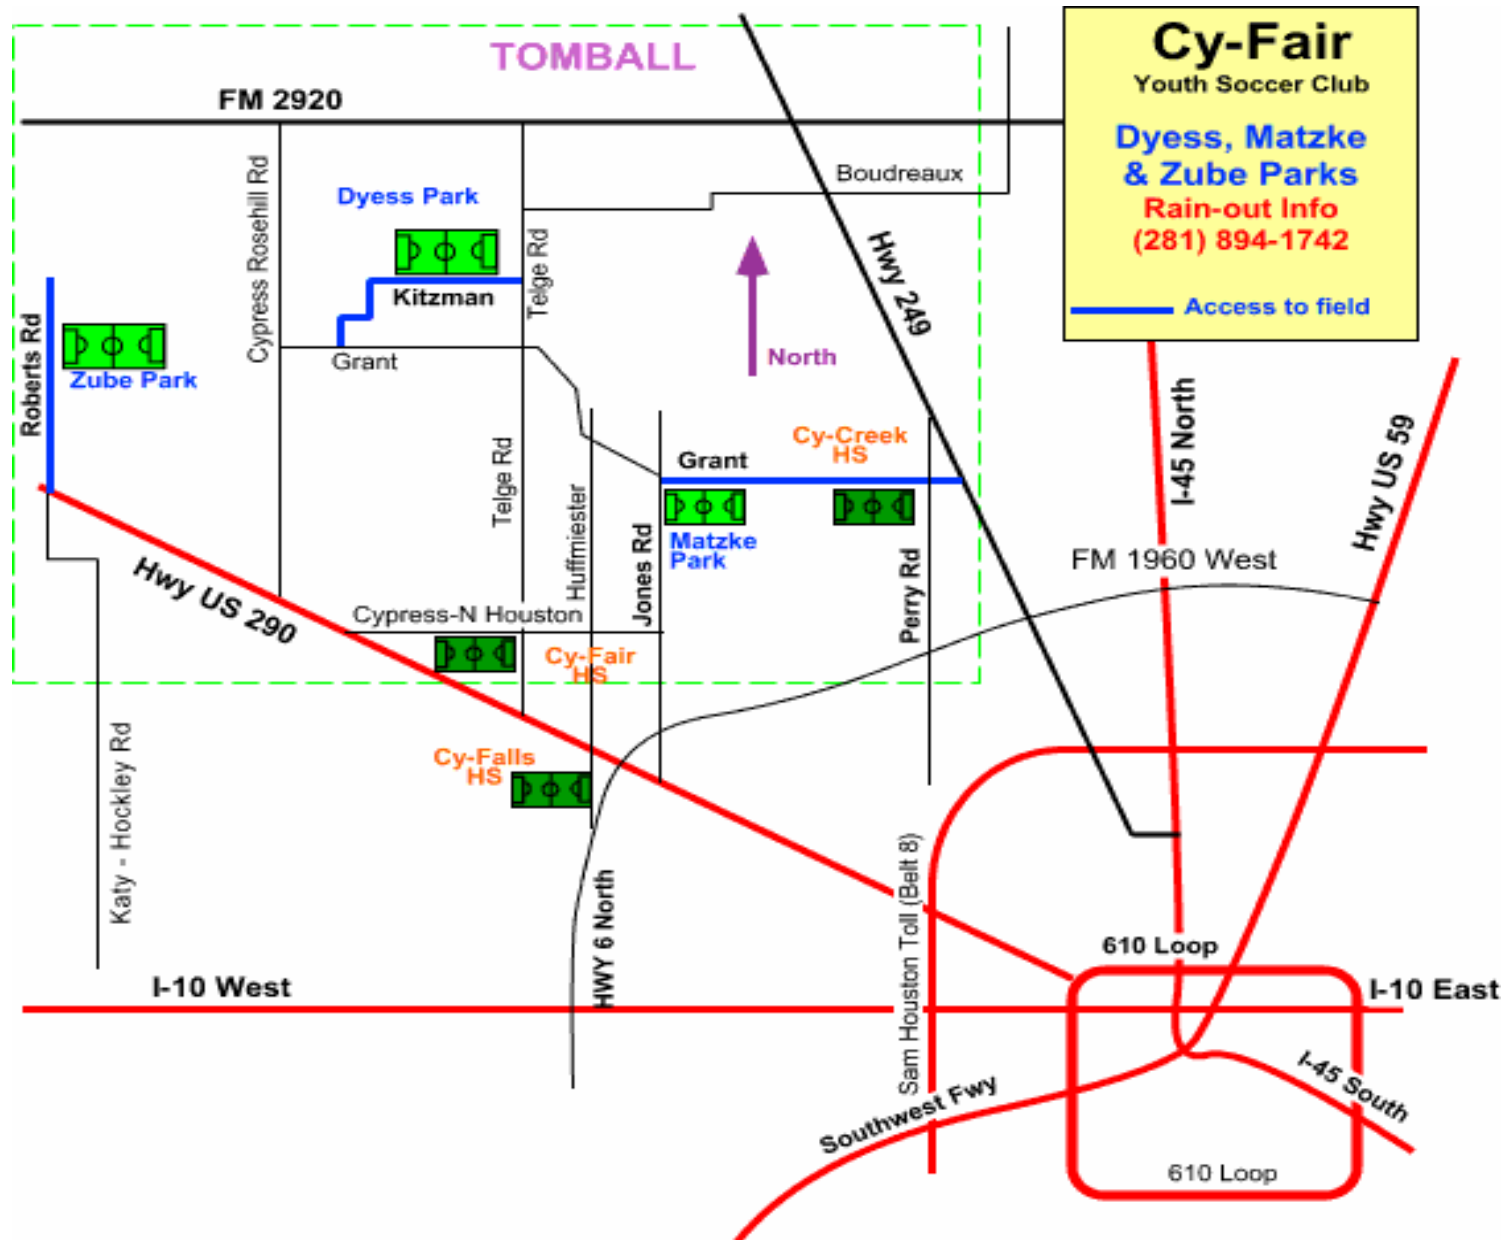 TOMBALL
Cy-Fair
Youth Soccer Club
Dyess, Matzke
& Zube Parks
Rain-out Info
(281) 894-1742
Access to field
FM 2920
Boudreaux
Cypress Rosehill Rd
Dyess Park
Telge Rd
Hwy 249
Kitzman
North
Roberts Rd
Zube Park
Grant
I-45 North
Hwy US 59
Cy-Creek
HS
Grant
Telge Rd
Huffmiester
Jones Rd
Matzke
Park
Perry Rd
FM 1960 West
Hwy US 290
Cypress-N Houston
Cy-Fair
HS
Katy - Hockley Rd
Cy-Falls
HS
HWY 6 North
Sam Houston Toll (Belt 8)
610 Loop
I-10 West
I-10 East
I-45 South
Southwest Fwy
610 Loop